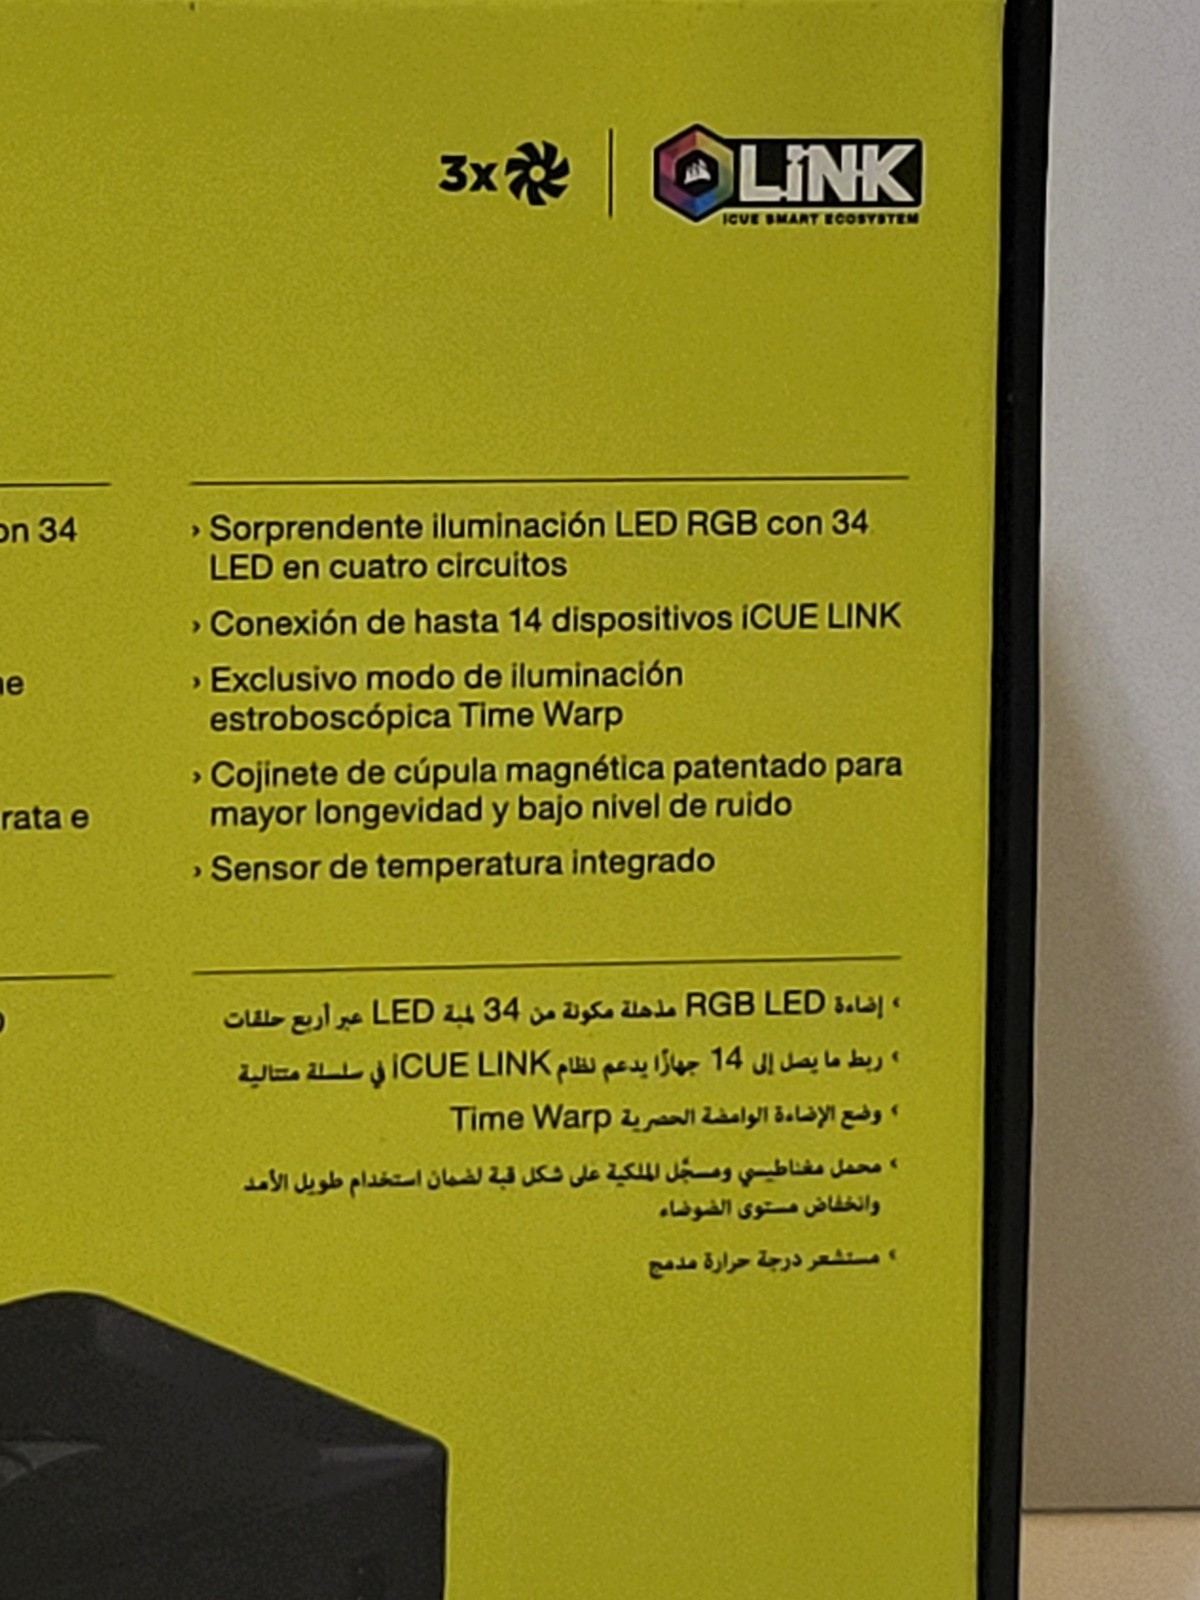 3x
LiNK
iCUE SMART ECOSYSTEM
on 34
› Sorprendente iluminación LED RGB con 34
LED en cuatro circuitos
› Conexión de hasta 14 dispositivos iCUE LINK
› Exclusivo modo de iluminación
estroboscópica Time Warp
› Cojinete de cúpula magnética patentado para
mayor longevidad y bajo nivel de ruido
› Sensor de temperatura integrado
rata e
› إضاءة RGB LED مذهلة مكونة من 34 لمبة LED عبر أربع حلقات
› ربط ما يصل إلى 14 جهازًا يدعم نظام iCUE LINK في سلسلة متتالية
› وضع الإضاءة الوامضة الحصرية Time Warp
› محمل مغناطيسي ومسجَّل الملكية على شكل قبة لضمان استخدام طويل الأمد
وانخفاض مستوى الضوضاء
› مستشعر درجة حرارة مدمج